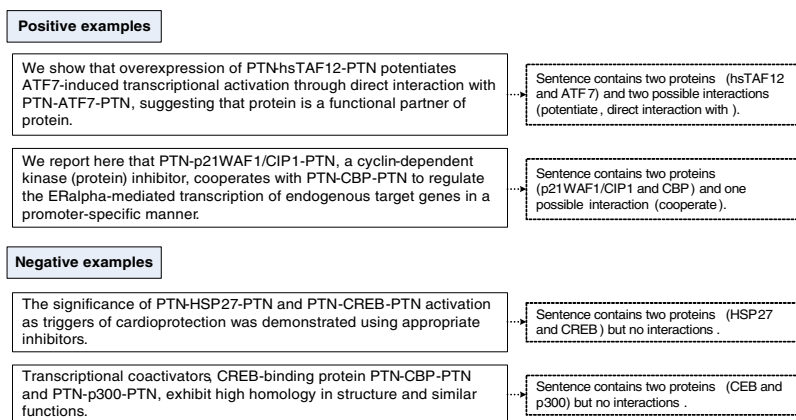 Positive examples
We show that overexpression of PTN-hsTAF12-PTN potentiates
ATF7-induced transcriptional activation through direct interaction with
PTN-ATF7-PTN, suggesting that protein is a functional partner of
protein.
Sentence contains two proteins (hsTAF12
and ATF7) and two possible interactions
(potentiate, direct interaction with ).
We report here that PTN-p21WAF1/CIP1-PTN, a cyclin-dependent
kinase (protein) inhibitor, cooperates with PTN-CBP-PTN to regulate
the ERalpha-mediated transcription of endogenous target genes in a
promoter-specific manner.
Sentence contains two proteins
(p21WAF1/CIP1 and CBP) and one
possible interaction (cooperate).
Negative examples
The significance of PTN-HSP27-PTN and PTN-CREB-PTN activation
as triggers of cardioprotection was demonstrated using appropriate
inhibitors.
Sentence contains two proteins (HSP27
and CREB) but no interactions .
Transcriptional coactivators, CREB-binding protein PTN-CBP-PTN
and PTN-p300-PTN, exhibit high homology in structure and similar
functions.
Sentence contains two proteins (CEB and
p300) but no interactions .